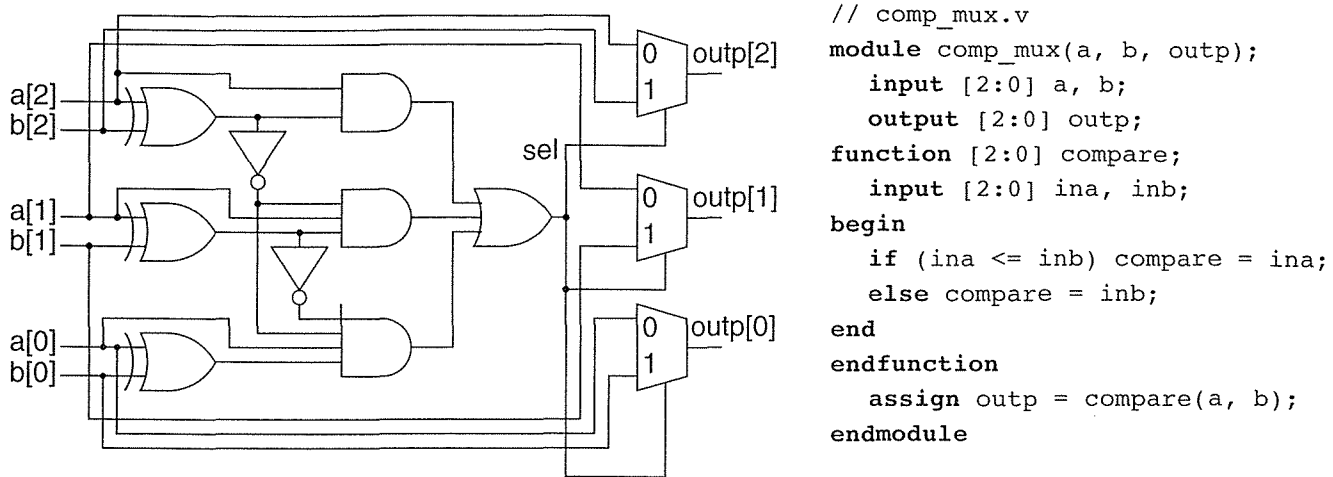 a[2]
b[2]
a[1]
b[1]
a[0]
b[0]
sel
0
1
outp[2]
0
1
outp[1]
0
1
outp[0]
// comp_mux.v
module comp_mux(a, b, outp);
input [2:0] a, b;
output [2:0] outp;
function [2:0] compare;
input [2:0] ina, inb;
begin
if (ina <= inb) compare = ina;
else compare = inb;
end
endfunction
assign outp = compare(a, b);
endmodule